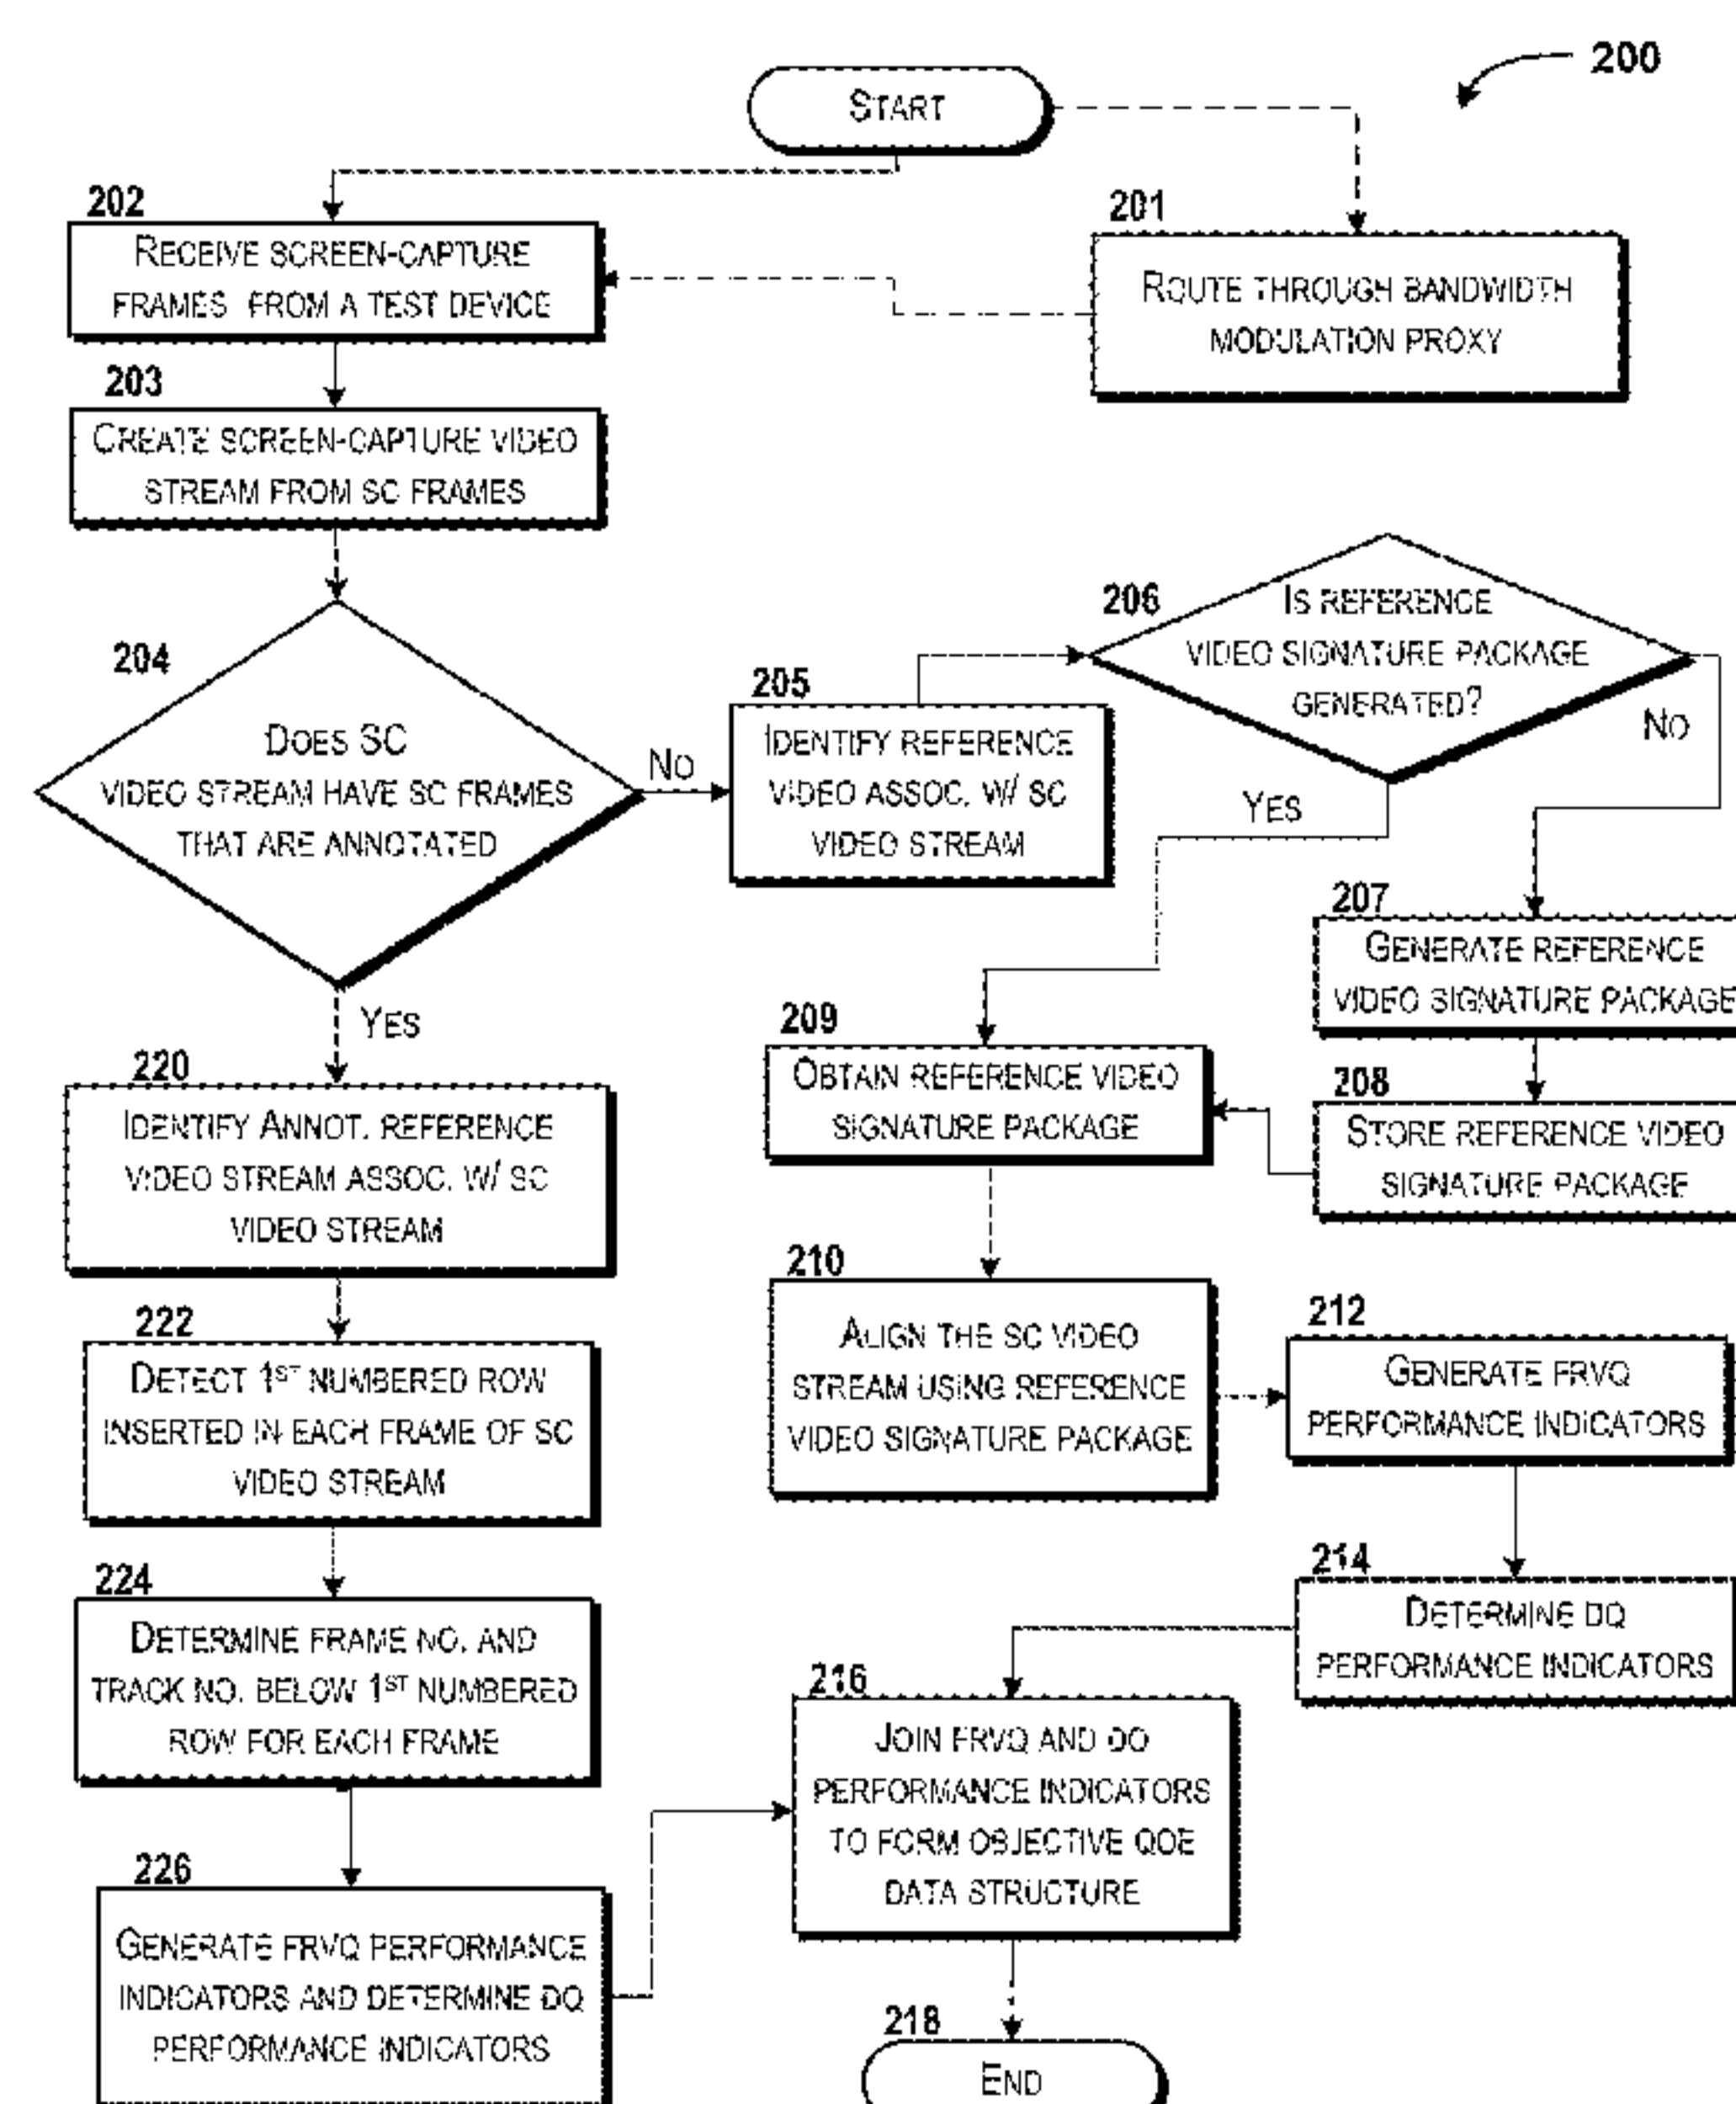 200
START
202
RECEIVE SCREEN-CAPTURE
FRAMES FROM A TEST DEVICE
201
ROUTE THROUGH BANDWIDTH
MODULATION PROXY
203
CREATE SCREEN-CAPTURE VIDEO
STREAM FROM SC FRAMES
204
DOES SC
VIDEO STREAM HAVE SC FRAMES
THAT ARE ANNOTATED
NO
YES
205
IDENTIFY REFERENCE
VIDEO ASSOC. W/ SC
VIDEO STREAM
206
IS REFERENCE
VIDEO SIGNATURE PACKAGE
GENERATED?
NO
YES
207
GENERATE REFERENCE
VIDEO SIGNATURE PACKAGE
208
STORE REFERENCE VIDEO
SIGNATURE PACKAGE
209
OBTAIN REFERENCE VIDEO
SIGNATURE PACKAGE
210
ALIGN THE SC VIDEO
STREAM USING REFERENCE
VIDEO SIGNATURE PACKAGE
212
GENERATE FRVQ
PERFORMANCE INDICATORS
214
DETERMINE DQ
PERFORMANCE INDICATORS
216
JOIN FRVQ AND DQ
PERFORMANCE INDICATORS
TO FORM OBJECTIVE QOE
DATA STRUCTURE
218
END
220
IDENTIFY ANNOT. REFERENCE
VIDEO STREAM ASSOC. W/ SC
VIDEO STREAM
222
DETECT 1ST NUMBERED ROW
INSERTED IN EACH FRAME OF SC
VIDEO STREAM
224
DETERMINE FRAME NO. AND
TRACK NO. BELOW 1ST NUMBERED
ROW FOR EACH FRAME
226
GENERATE FRVQ PERFORMANCE
INDICATORS AND DETERMINE DQ
PERFORMANCE INDICATORS